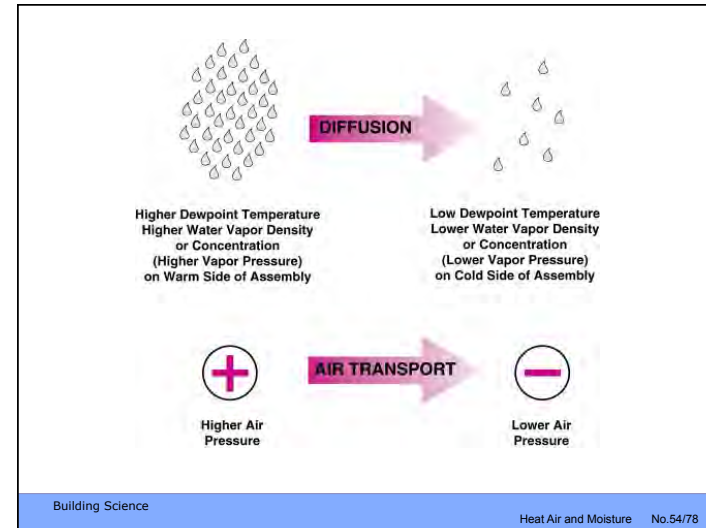 DIFFUSION
Higher Dewpoint Temperature
Higher Water Vapor Density
or Concentration
(Higher Vapor Pressure)
on Warm Side of Assembly
Low Dewpoint Temperature
Lower Water Vapor Density
or Concentration
(Lower Vapor Pressure)
on Cold Side of Assembly
AIR TRANSPORT
Higher Air
Pressure
Lower Air
Pressure
Building Science
Heat Air and Moisture No.54/78